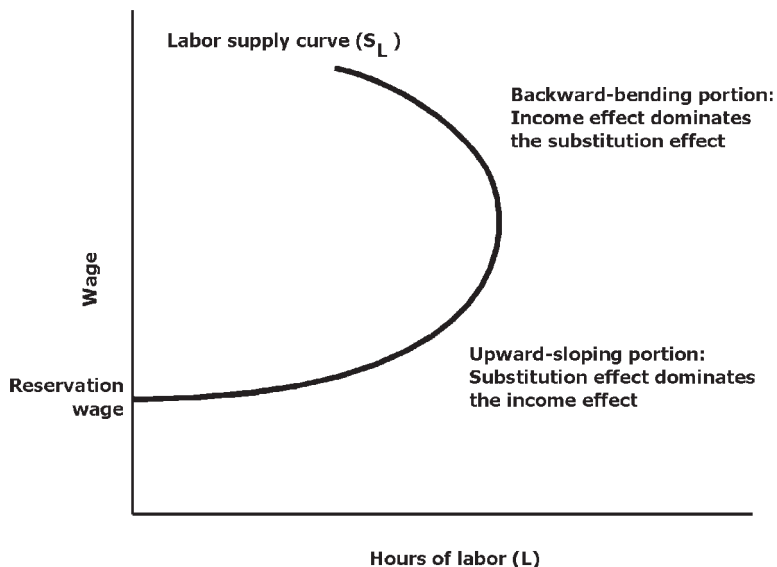 Labor supply curve (S L )
Backward-bending portion:
Income effect dominates
the substitution effect
Wage
Upward-sloping portion:
Substitution effect dominates
the income effect
Reservation
wage
Hours of labor (L)